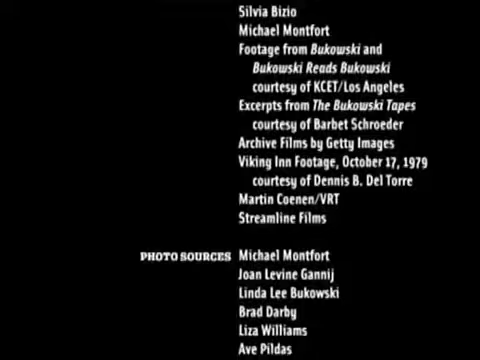 Silvia Bizio
Michael Montfort
Footage from Bukowski and
Bukowski Reads Bukowski
courtesy of KCET/Los Angeles
Excerpts from The Bukowski Tapes
courtesy of Barbet Schroeder
Archive Films by Getty Images
Viking Inn Footage, October 17, 1979
courtesy of Dennis B. Del Torre
Martin Coenen/VRT
Streamline Films
PHOTO SOURCES Michael Montfort
Joan Levine Gannij
Linda Lee Bukowski
Brad Darby
Liza Williams
Ave Pildas